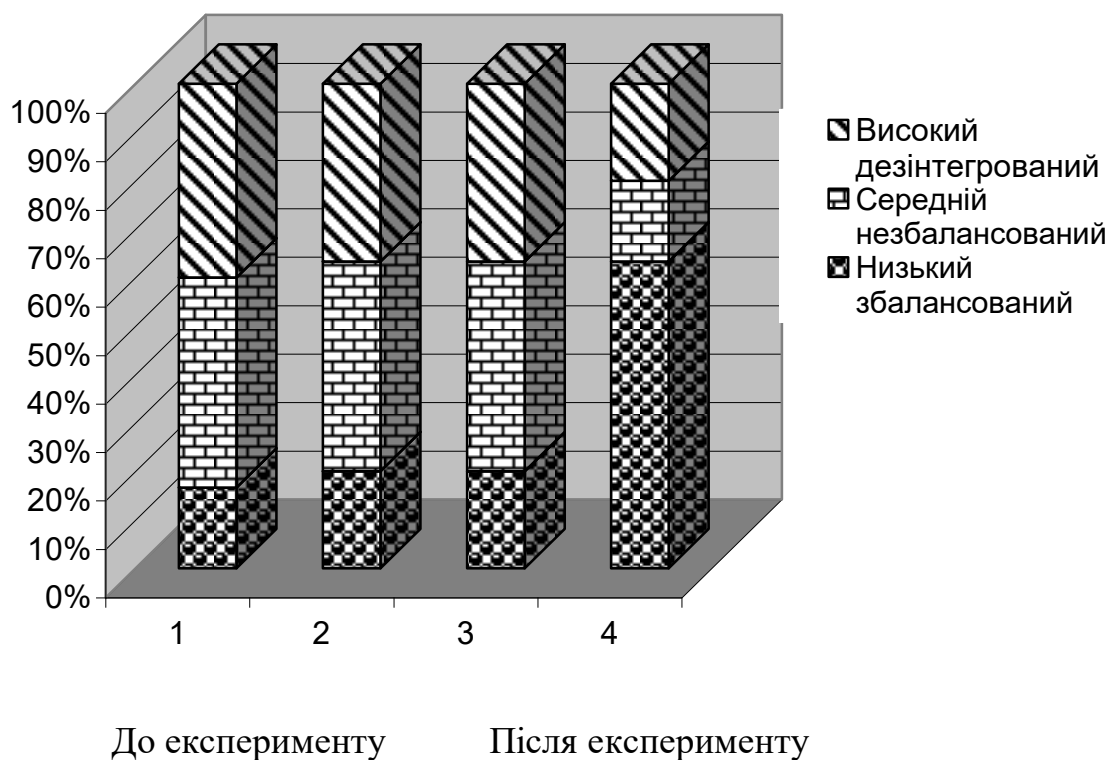 100%
90%
80%
70%
60%
50%
40%
30%
20%
10%
0%
1 2 3 4
Високий
дезінтегрований
Середній
незбалансований
Низький
збалансований
До експерименту Після експерименту